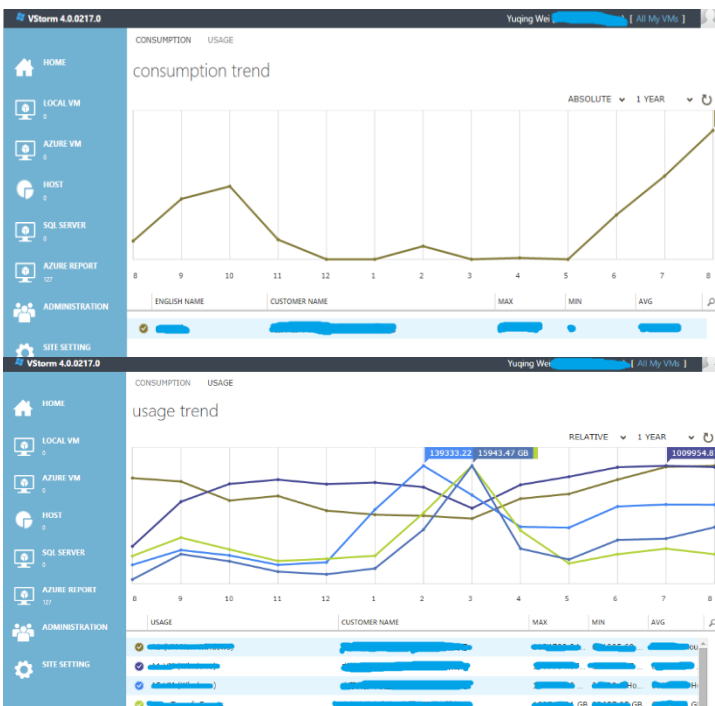 VStorm 4.0.0217.0
Yuqing Wei [ All My VMs ]
CONSUMPTION USAGE
HOME
consumption trend
LOCAL VM
0
ABSOLUTE 1 YEAR
AZURE VM
0
HOST
0
SQL SERVER
0
AZURE REPORT
127
8 9 10 11 12 1 2 3 4 5 6 7 8
ENGLISH NAME CUSTOMER NAME MAX MIN AVG
ADMINISTRATION
SITE SETTING
VStorm 4.0.0217.0
Yuqing Wei [ All My VMs ]
CONSUMPTION USAGE
HOME
usage trend
LOCAL VM
0
RELATIVE 1 YEAR
139333.22 15943.47 GB 1009954.8
AZURE VM
0
HOST
0
SQL SERVER
0
AZURE REPORT
127
8 9 10 11 12 1 2 3 4 5 6 7 8
USAGE CUSTOMER NAME MAX MIN AVG
ADMINISTRATION
SITE SETTING
GB GB